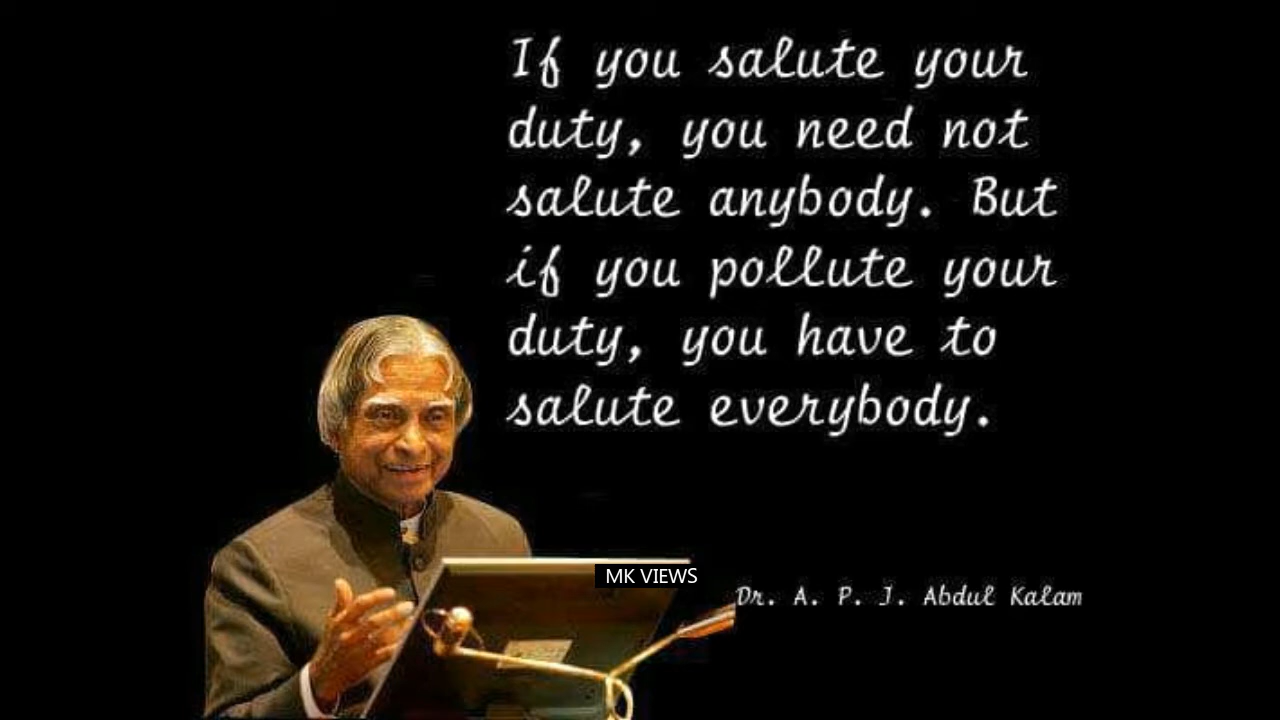 If you salute your
duty, you need not
salute anybody. But
if you pollute your
duty, you have to
salute everybody.
MK VIEWS
Dr. A. P. J. Abdul Kalam